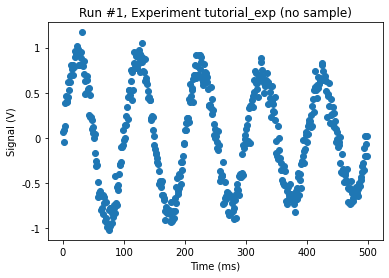 Run #1, Experiment tutorial_exp (no sample)
Signal (V)
1
0.5
0
-0.5
-1
0 100 200 300 400 500
Time (ms)